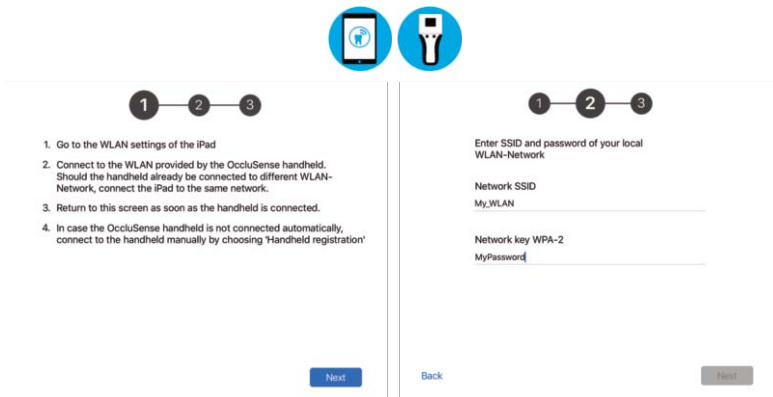 1 2 3
1. Go to the WLAN settings of the iPad
2. Connect to the WLAN provided by the OccluSense handheld.
Should the handheld already be connected to different WLAN-
Network, connect the iPad to the same network.
3. Return to this screen as soon as the handheld is connected.
4. In case the OccluSense handheld is not connected automatically,
connect to the handheld manually by choosing 'Handheld registration'
Next
1 2 3
Enter SSID and password of your local
WLAN-Network
Network SSID
My_WLAN
Network key WPA-2
MyPassword
Back
Next